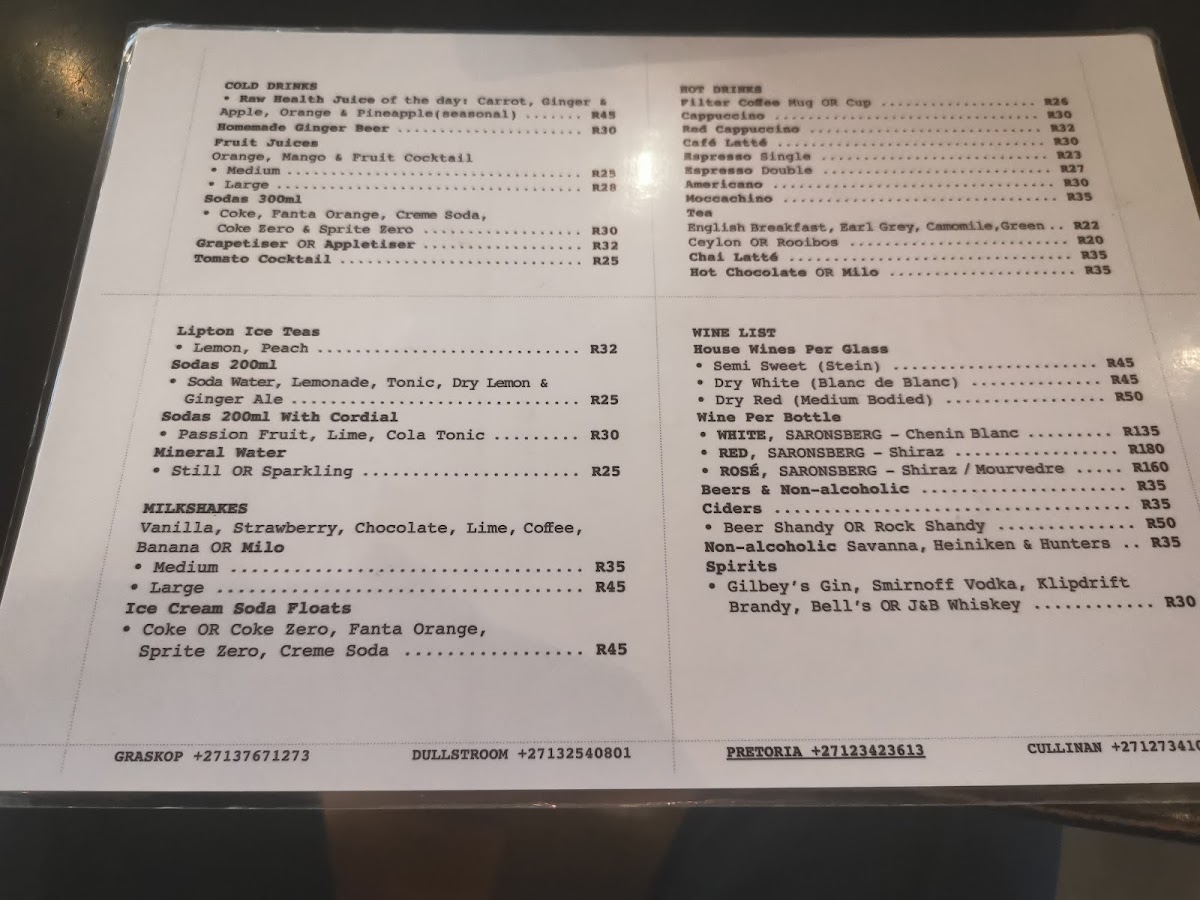 COLD DRINKS
• Raw Health Juice of the day: Carrot, Ginger &
Apple, Orange & Pineapple(seasonal) ....... R45
Homemade Ginger Beer ........................ R30
Fruit Juices
Orange, Mango & Fruit Cocktail
• Medium .................................... R25
• Large ..................................... R28
Sodas 300ml
• Coke, Fanta Orange, Creme Soda,
Coke Zero & Sprite Zero ..................... R30
Grapetiser OR Appletiser .................... R32
Tomato Cocktail ............................. R25
Lipton Ice Teas
• Lemon, Peach ............................ R32
Sodas 200ml
• Soda Water, Lemonade, Tonic, Dry Lemon &
Ginger Ale ................................ R25
Sodas 200ml With Cordial
• Passion Fruit, Lime, Cola Tonic ......... R30
Mineral Water
• Still OR Sparkling ...................... R25
MILKSHAKES
Vanilla, Strawberry, Chocolate, Lime, Coffee,
Banana OR Milo
• Medium ................................. R35
• Large .................................. R45
Ice Cream Soda Floats
• Coke OR Coke Zero, Fanta Orange,
Sprite Zero, Creme Soda ................. R45
HOT DRINKS
Filter Coffee Mug OR Cup .................... R26
Cappuccino .................................. R30
Red Cappuccino .............................. R32
Café Latté .................................. R30
Espresso Single ............................. R23
Espresso Double ............................. R27
Americano ................................... R30
Moccachino .................................. R35
Tea
English Breakfast, Earl Grey, Camomile,Green .. R22
Ceylon OR Rooibos ........................... R20
Chai Latté .................................. R35
Hot Chocolate OR Milo ....................... R35
WINE LIST
House Wines Per Glass
• Semi Sweet (Stein) ...................... R45
• Dry White (Blanc de Blanc) .............. R45
• Dry Red (Medium Bodied) ................. R50
Wine Per Bottle
• WHITE, SARONSBERG – Chenin Blanc ......... R135
• RED, SARONSBERG – Shiraz ................ R180
• ROSÉ, SARONSBERG – Shiraz / Mourvedre ..... R160
Beers & Non-alcoholic ...................... R35
Ciders ..................................... R35
• Beer Shandy OR Rock Shandy .............. R50
Non-alcoholic Savanna, Heiniken & Hunters .. R35
Spirits
• Gilbey's Gin, Smirnoff Vodka, Klipdrift
Brandy, Bell's OR J&B Whiskey ............ R30
GRASKOP +27137671273 DULLSTROOM +27132540801 PRETORIA +27123423613 CULLINAN +271273410